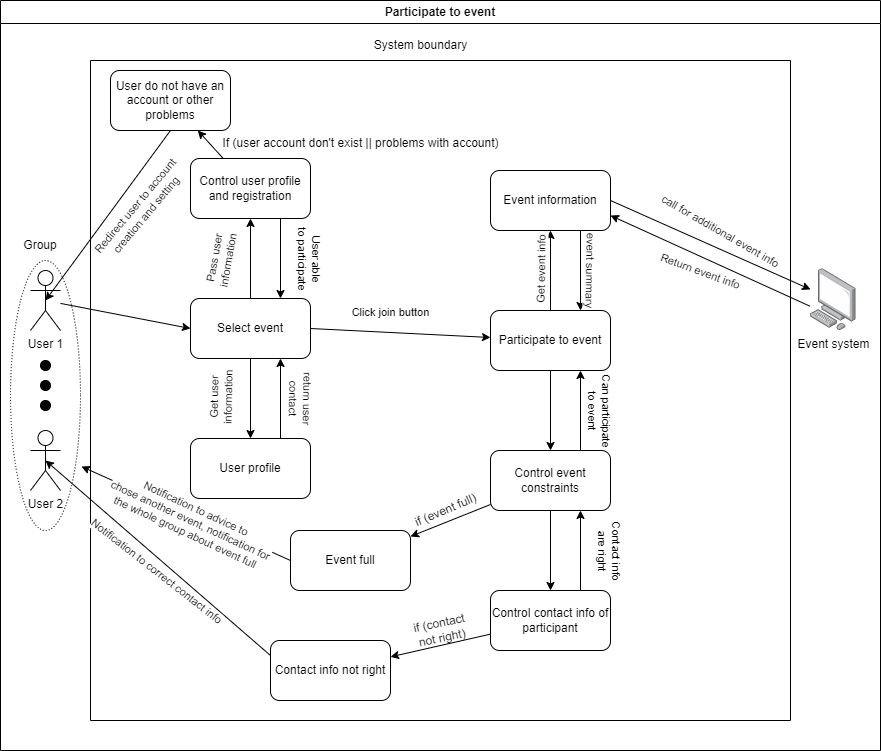 Participate to event
System boundary
User do not have an
account or other
problems
If (user account don't exist || problems with account)
Redirect user to account
creation and setting
Control user profile
and registration
Event information
call for additional event info
Return event info
Group
Pass user
information
User able
to participate
Get event info
event summary
User 1
Select event
Click join button
Participate to event
Event system
Get user
information
return user
contact
Can participate
to event
User profile
Control event
constraints
User 2
Notification to advice to
chose another event, notification for
the whole group about event full
if (event full)
Event full
Contact info
are right
Notification to correct contact info
Control contact info of
participant
if (contact
not right)
Contact info not right